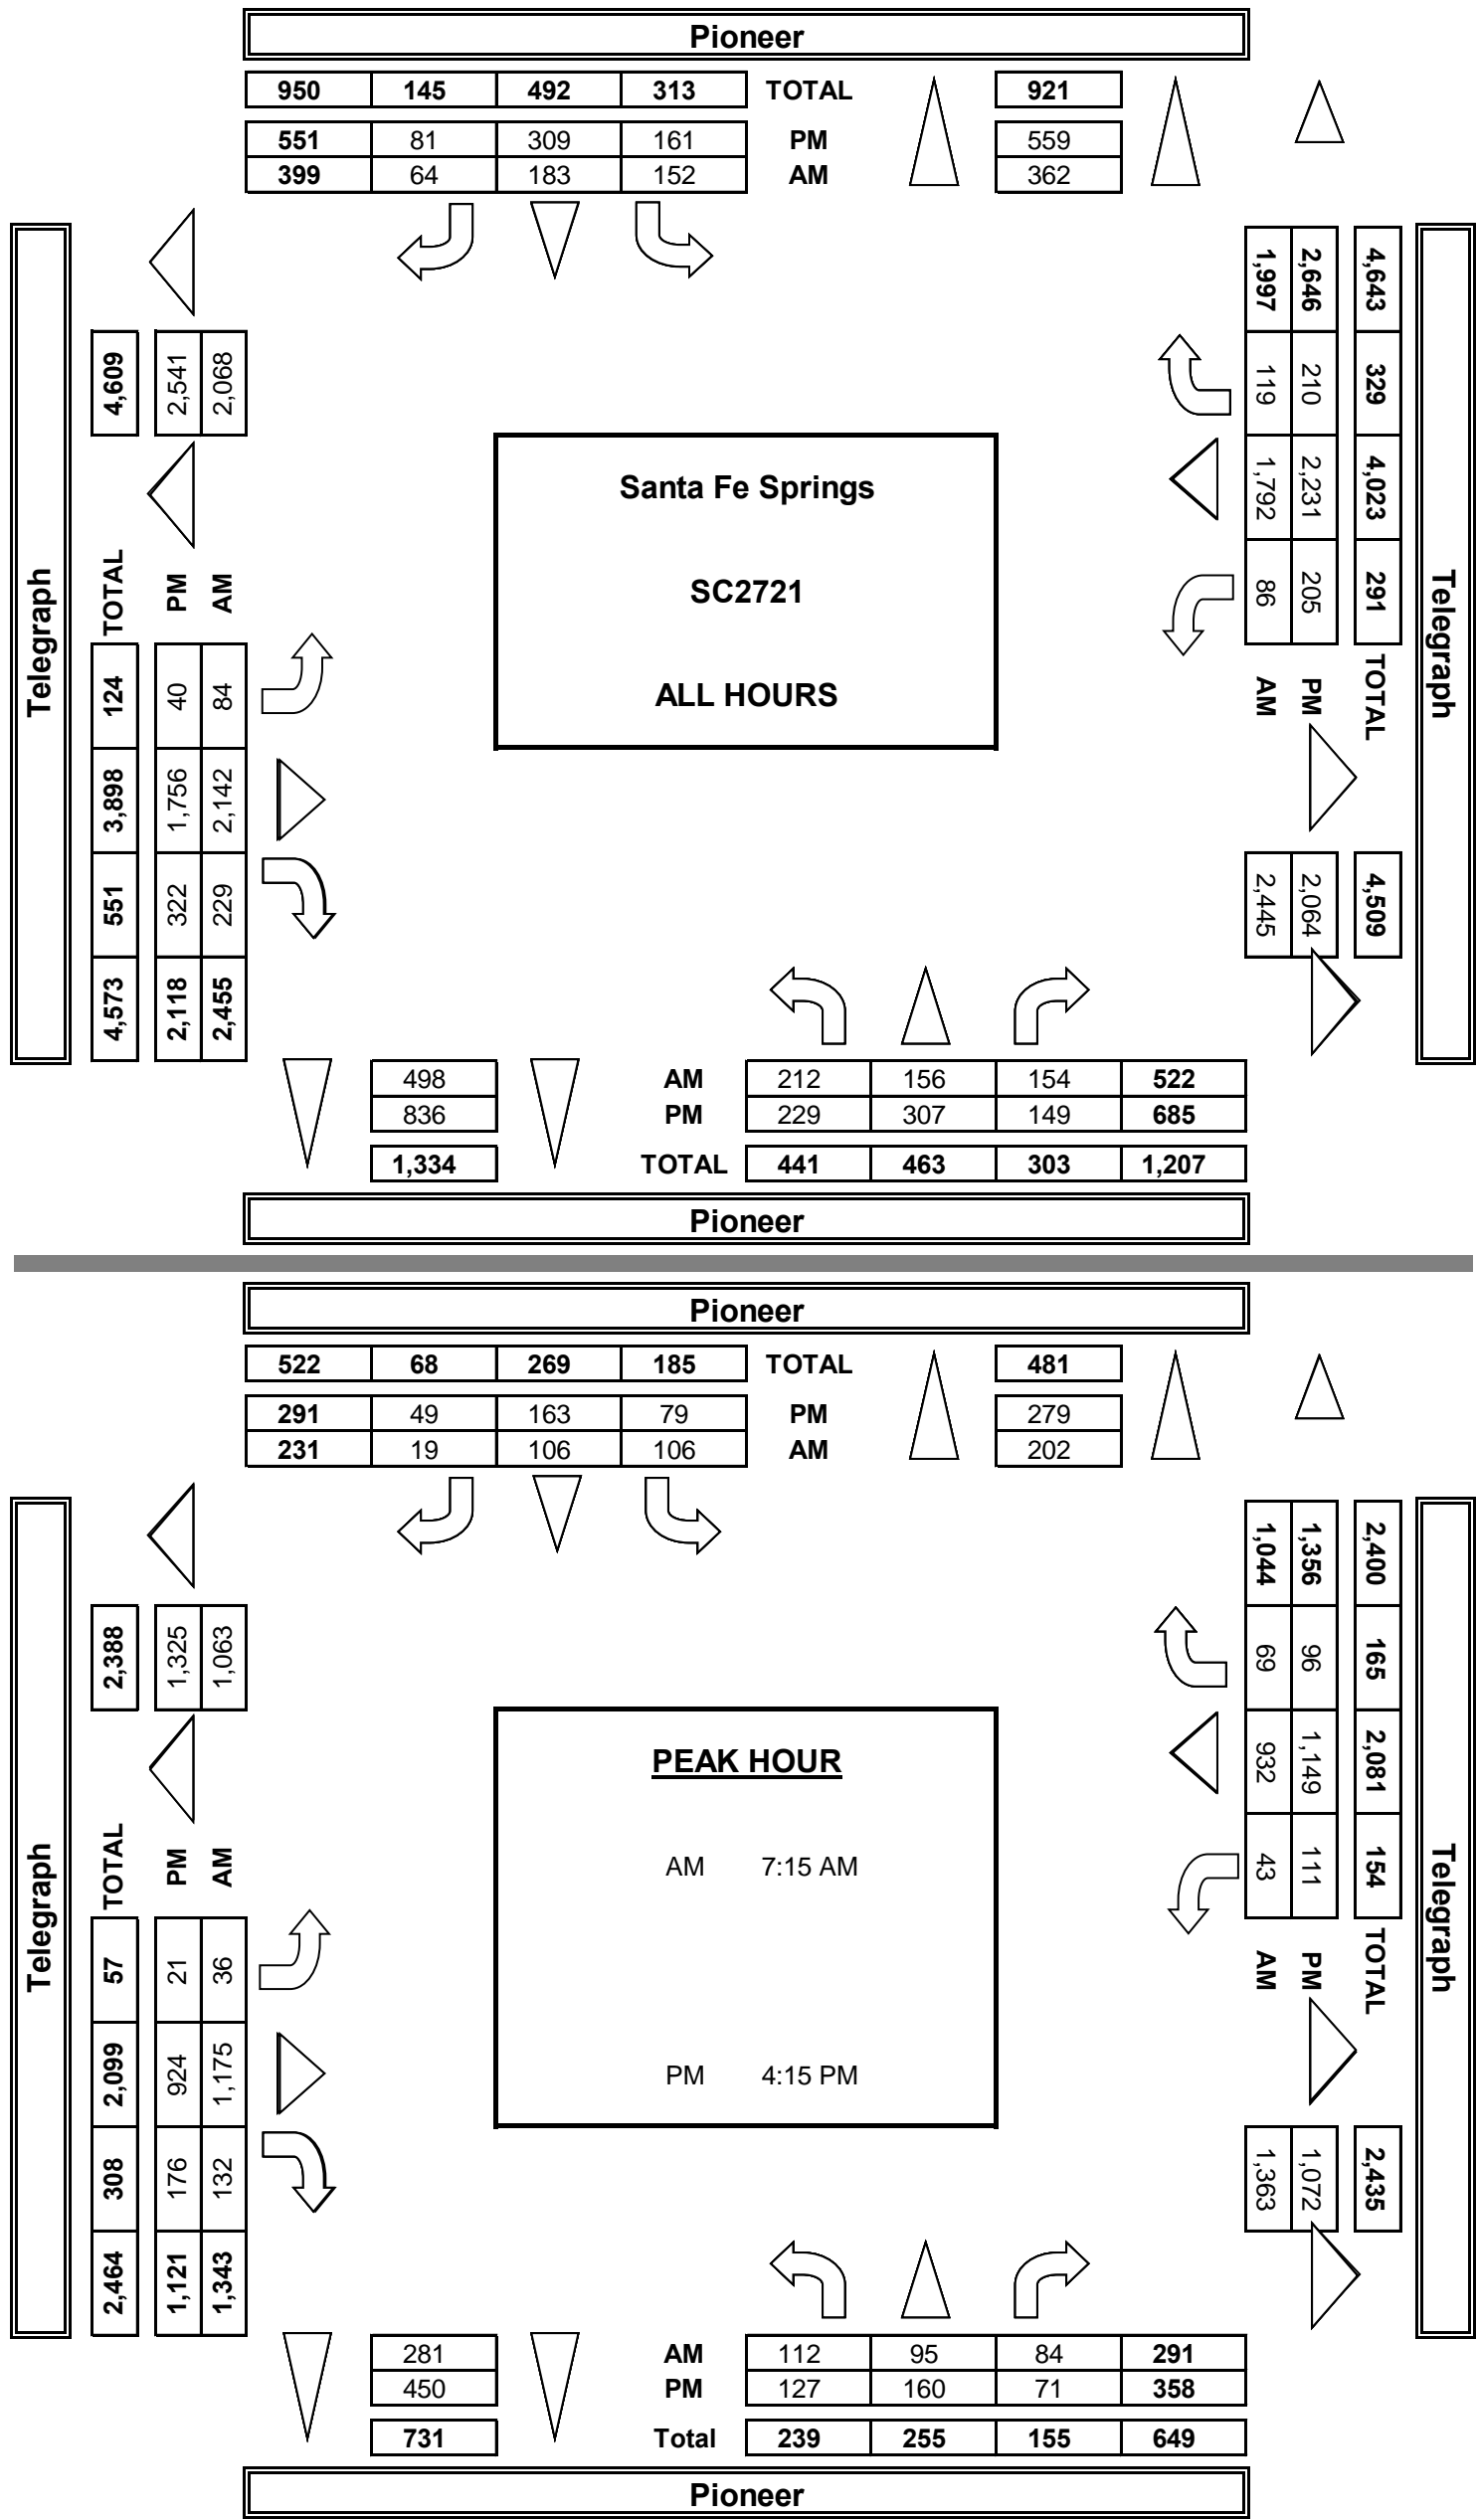 Pioneer
950 145 492 313 TOTAL 921
551 81 309 161 PM 559
399 64 183 152 AM 362
Telegraph
4,609
2,541
2,068
TOTAL
PM
AM
124 3,898 551 4,573
40 1,756 322 2,118
84 2,142 229 2,455
Santa Fe Springs
SC2721
ALL HOURS
4,643 329 4,023 291 TOTAL
2,646 210 2,231 205 PM
1,997 119 1,792 86 AM
4,509
2,064
2,445
Telegraph
498 AM 212 156 154 522
836 PM 229 307 149 685
1,334 TOTAL 441 463 303 1,207
Pioneer
Pioneer
522 68 269 185 TOTAL 481
291 49 163 79 PM 279
231 19 106 106 AM 202
Telegraph
2,388
1,325
1,063
TOTAL
PM
AM
57 2,099 308 2,464
21 924 176 1,121
36 1,175 132 1,343
PEAK HOUR
AM 7:15 AM
PM 4:15 PM
2,400 165 2,081 154 TOTAL
1,356 96 1,149 111 PM
1,044 69 932 43 AM
2,435
1,072
1,363
Telegraph
281 AM 112 95 84 291
450 PM 127 160 71 358
731 Total 239 255 155 649
Pioneer